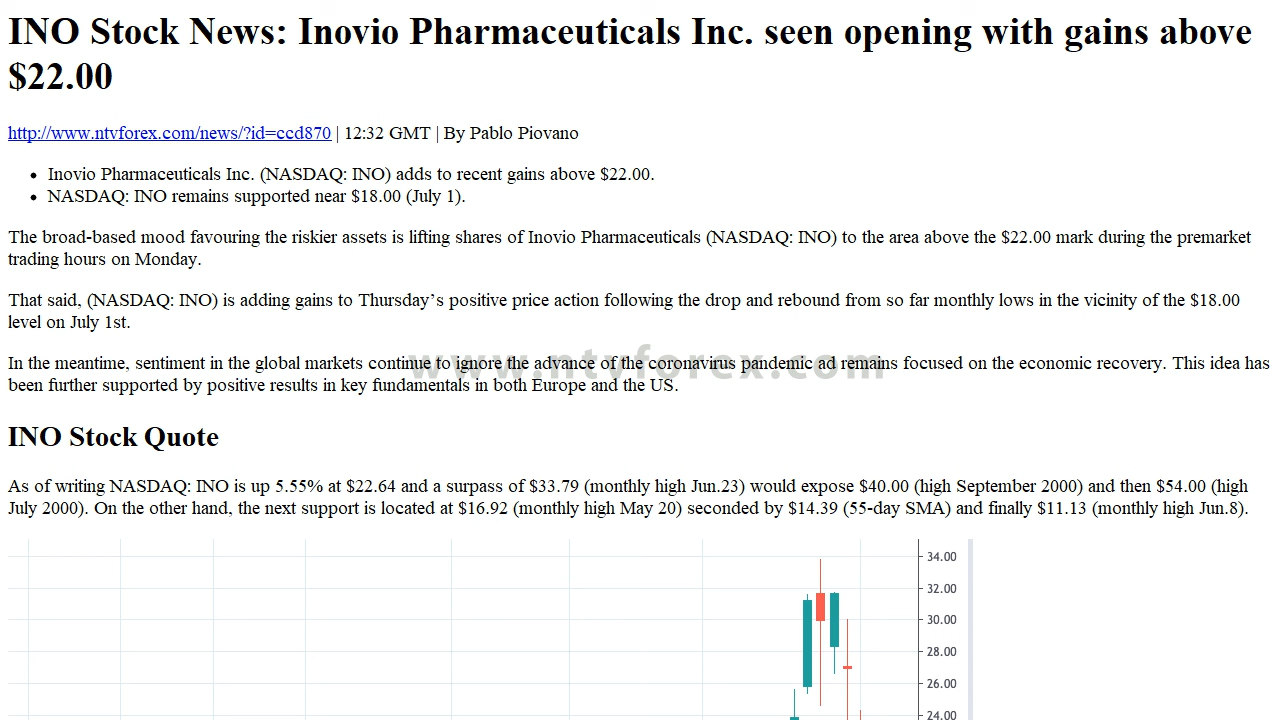 INO Stock News: Inovio Pharmaceuticals Inc. seen opening with gains above
$22.00
http://www.ntvforex.com/news/?id=ccd870 | 12:32 GMT | By Pablo Piovano
• Inovio Pharmaceuticals Inc. (NASDAQ: INO) adds to recent gains above $22.00.
• NASDAQ: INO remains supported near $18.00 (July 1).
The broad-based mood favouring the riskier assets is lifting shares of Inovio Pharmaceuticals (NASDAQ: INO) to the area above the $22.00 mark during the premarket
trading hours on Monday.
That said, (NASDAQ: INO) is adding gains to Thursday’s positive price action following the drop and rebound from so far monthly lows in the vicinity of the $18.00
level on July 1st.
www.ntvforex.com
In the meantime, sentiment in the global markets continue to ignore the advance of the coronavirus pandemic ad remains focused on the economic recovery. This idea has
been further supported by positive results in key fundamentals in both Europe and the US.
INO Stock Quote
As of writing NASDAQ: INO is up 5.55% at $22.64 and a surpass of $33.79 (monthly high Jun.23) would expose $40.00 (high September 2000) and then $54.00 (high
July 2000). On the other hand, the next support is located at $16.92 (monthly high May 20) seconded by $14.39 (55-day SMA) and finally $11.13 (monthly high Jun.8).
34.00
32.00
30.00
28.00
26.00
24.00